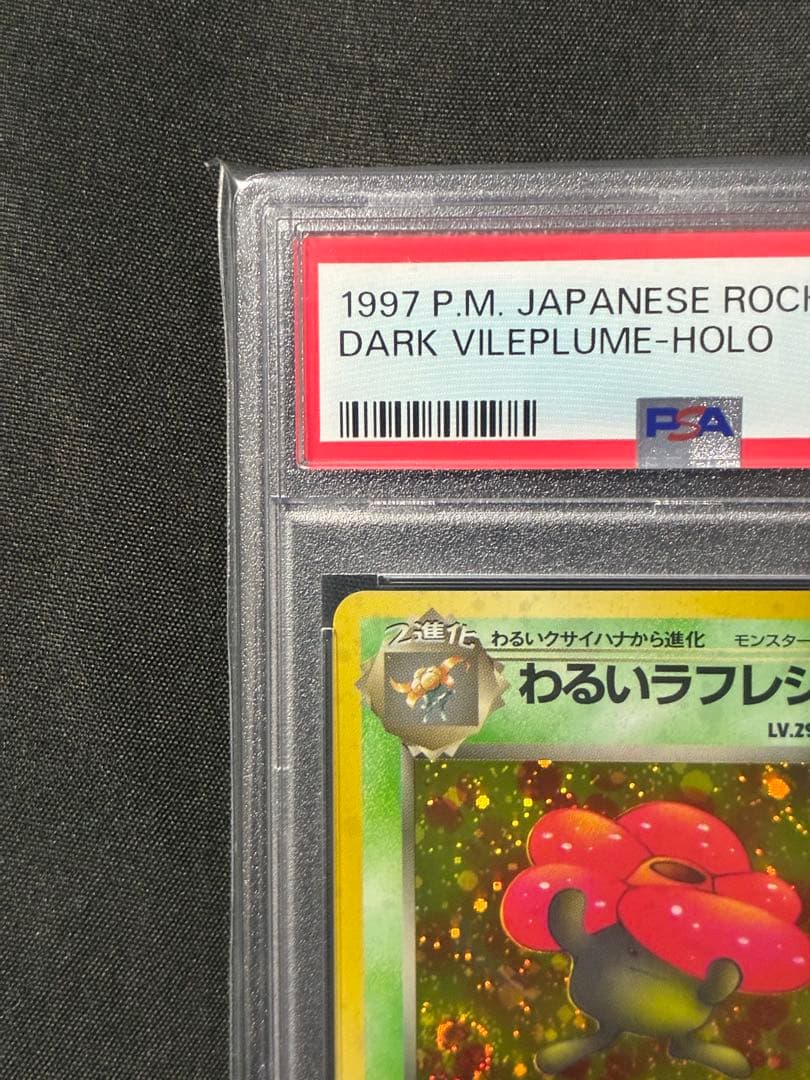 1997 P.M. JAPANESE ROCK
DARK VILEPLUME-HOLO
PSA
2進化 わるいクサイハナから進化 モンスター
わるいラフレシ
LV.29